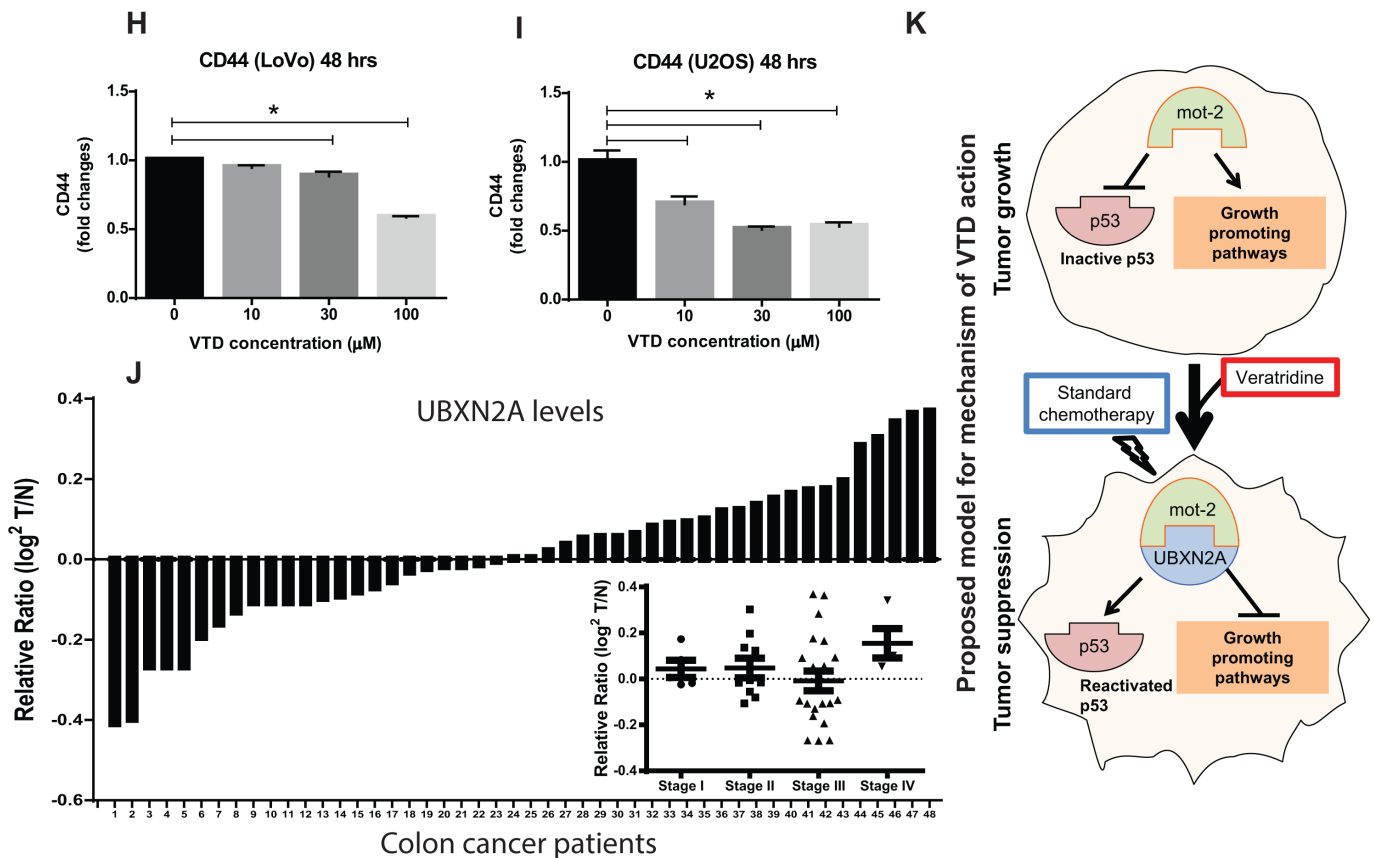 H
CD44 (LoVo) 48 hrs
*
CD44
(fold changes)
1.5
1.0
0.5
0.0
0 10 30 100
VTD concentration (µM)
I
CD44 (U2OS) 48 hrs
*
CD44
(fold changes)
1.5
1.0
0.5
0.0
0 10 30 100
VTD concentration (µM)
J
UBXN2A levels
Relative Ratio (log² T/N)
0.4
0.2
0.0
-0.2
-0.4
-0.6
1 2 3 4 5 6 7 8 9 10 11 12 13 14 15 16 17 18 19 20 21 22 23 24 25 26 27 28 29 30 31 32 33 34 35 36 37 38 39 40 41 42 43 44 45 46 47 48
Colon cancer patients
Relative Ratio (log² T/N)
0.4
0.2
0.0
-0.2
-0.4
Stage I Stage II Stage III Stage IV
K
Proposed model for mechanism of VTD action
Tumor growth
mot-2
p53
Inactive p53
Growth
promoting
pathways
Standard
chemotherapy
Veratridine
Tumor suppression
mot-2
UBXN2A
p53
Reactivated
p53
Growth
promoting
pathways